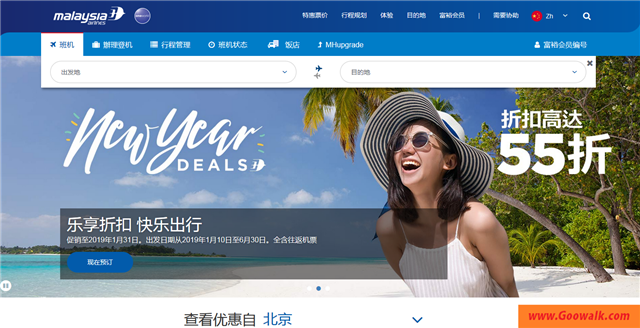 malaysia airlines
特惠票价 行程规划 体验 目的地 富裕会员 需要协助 Zh
班机 办理登机 行程管理 班机状态 饭店 MHupgrade 富裕会员编号
出发地 目的地
New Year
DEALS
折扣高达
55折
乐享折扣 快乐出行
促销至2019年1月31日。出发日期从2019年1月10日至6月30日。全含往返机票
现在预订
查看优惠自 北京
www.Goowalk.com